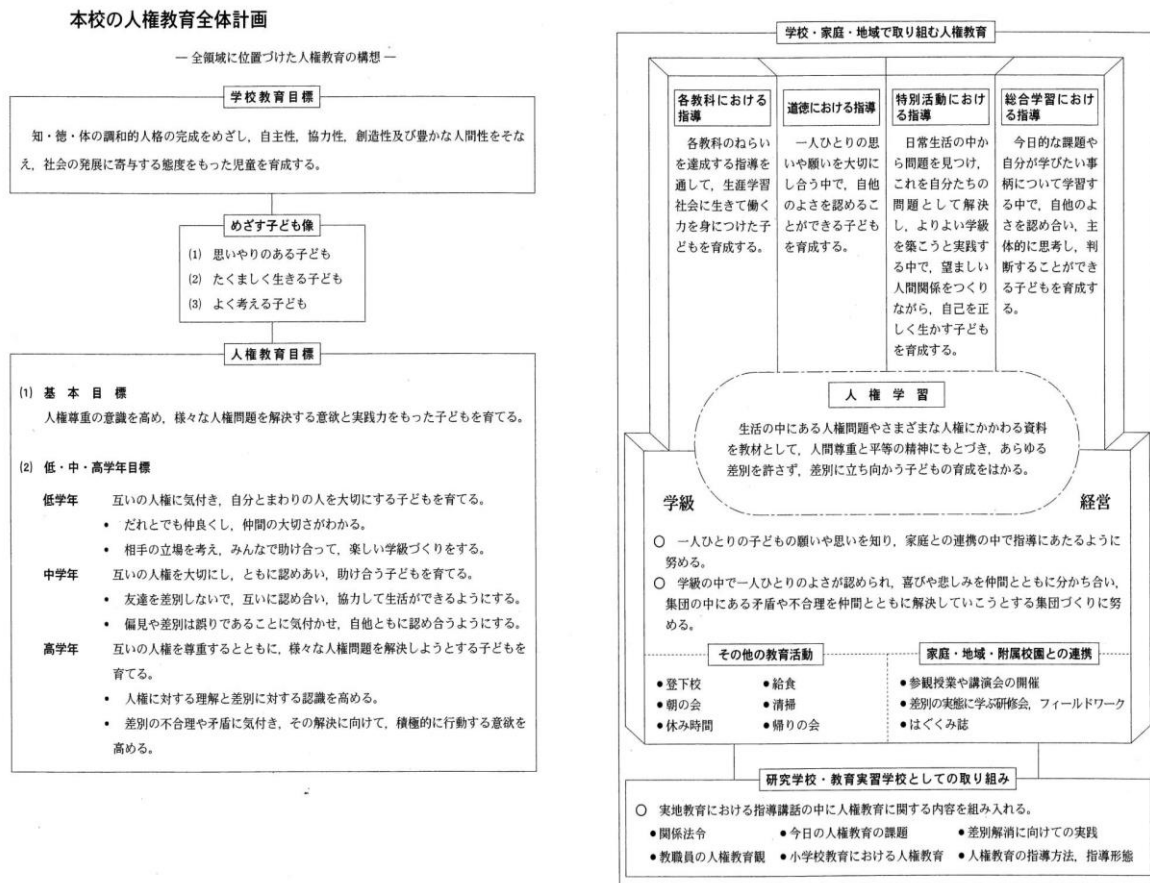 本校の人権教育全体計画
― 全領域に位置づけた人権教育の構想 ―
学校教育目標
知・徳・体の調和的人格の完成をめざし，自主性，協力性，創造性及び豊かな人間性をそな
え，社会の発展に寄与する態度をもった児童を育成する。
めざす子ども像
(1) 思いやりのある子ども
(2) たくましく生きる子ども
(3) よく考える子ども
人権教育目標
(1) 基本目標
人権尊重の意識を高め，様々な人権問題を解決する意欲と実践力をもった子どもを育てる。
(2) 低・中・高学年目標
低学年 互いの人権に気付き，自分とまわりの人を大切にする子どもを育てる。
• だれとでも仲良くし，仲間の大切さがわかる。
• 相手の立場を考え，みんなで助け合って，楽しい学級づくりをする。
中学年 互いの人権を大切にし，ともに認めあい，助け合う子どもを育てる。
• 友達を差別しないで，互いに認め合い，協力して生活ができるようにする。
• 偏見や差別は誤りであることに気付かせ，自他ともに認め合うようにする。
高学年 互いの人権を尊重するとともに，様々な人権問題を解決しようとする子どもを
育てる。
• 人権に対する理解と差別に対する認識を高める。
• 差別の不合理や矛盾に気付き，その解決に向けて，積極的に行動する意欲を
高める。
学校・家庭・地域で取り組む人権教育
各教科における
指導
各教科のねらい
を達成する指導を
通して，生涯学習
社会に生きて働く
力を身につけた子
どもを育成する。
道徳における指導
一人ひとりの思
いや願いを大切に
し合う中で，自他
のよさを認めるこ
とができる子ども
を育成する。
特別活動におけ
る指導
日常生活の中か
ら問題を見つけ，
これを自分たちの
問題として解決
し，よりよい学級
を築こうと実践す
る中で，望ましい
人間関係をつくり
ながら，自己を正
しく生かす子ども
を育成する。
総合学習におけ
る指導
今日的な課題や
自分が学びたい事
柄について学習す
る中で，自他のよ
さを認め合い，主
体的に思考し，判
断することができ
る子どもを育成す
る。
人権学習
生活の中にある人権問題やさまざまな人権にかかわる資料
を教材として，人間尊重と平等の精神にもとづき，あらゆる
差別を許さず，差別に立ち向かう子どもの育成をはかる。
学級 経営
○ 一人ひとりの子どもの願いや思いを知り，家庭との連携の中で指導にあたるように
努める。
○ 学級の中で一人ひとりのよさが認められ，喜びや悲しみを仲間とともに分かち合い，
集団の中にある矛盾や不合理を仲間とともに解決していこうとする集団づくりに努
める。
その他の教育活動
●登下校 ●給食
●朝の会 ●清掃
●休み時間 ●帰りの会
家庭・地域・附属校園との連携
●参観授業や講演会の開催
●差別の実態に学ぶ研修会，フィールドワーク
●はぐくみ誌
研究学校・教育実習学校としての取り組み
○ 実地教育における指導講話の中に人権教育に関する内容を組み入れる。
●関係法令 ●今日の人権教育の課題 ●差別解消に向けての実践
●教職員の人権教育観 ●小学校教育における人権教育 ●人権教育の指導方法，指導形態